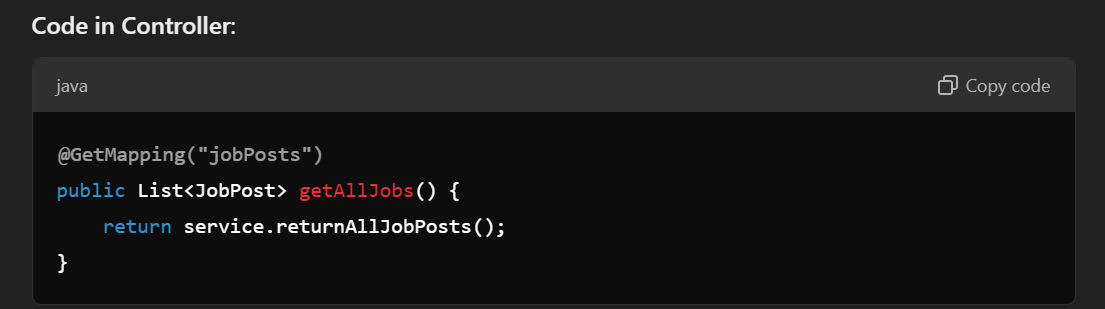 Code in Controller:
java
Copy code
@GetMapping("jobPosts")
public List<JobPost> getAllJobs() {
    return service.returnAllJobPosts();
}